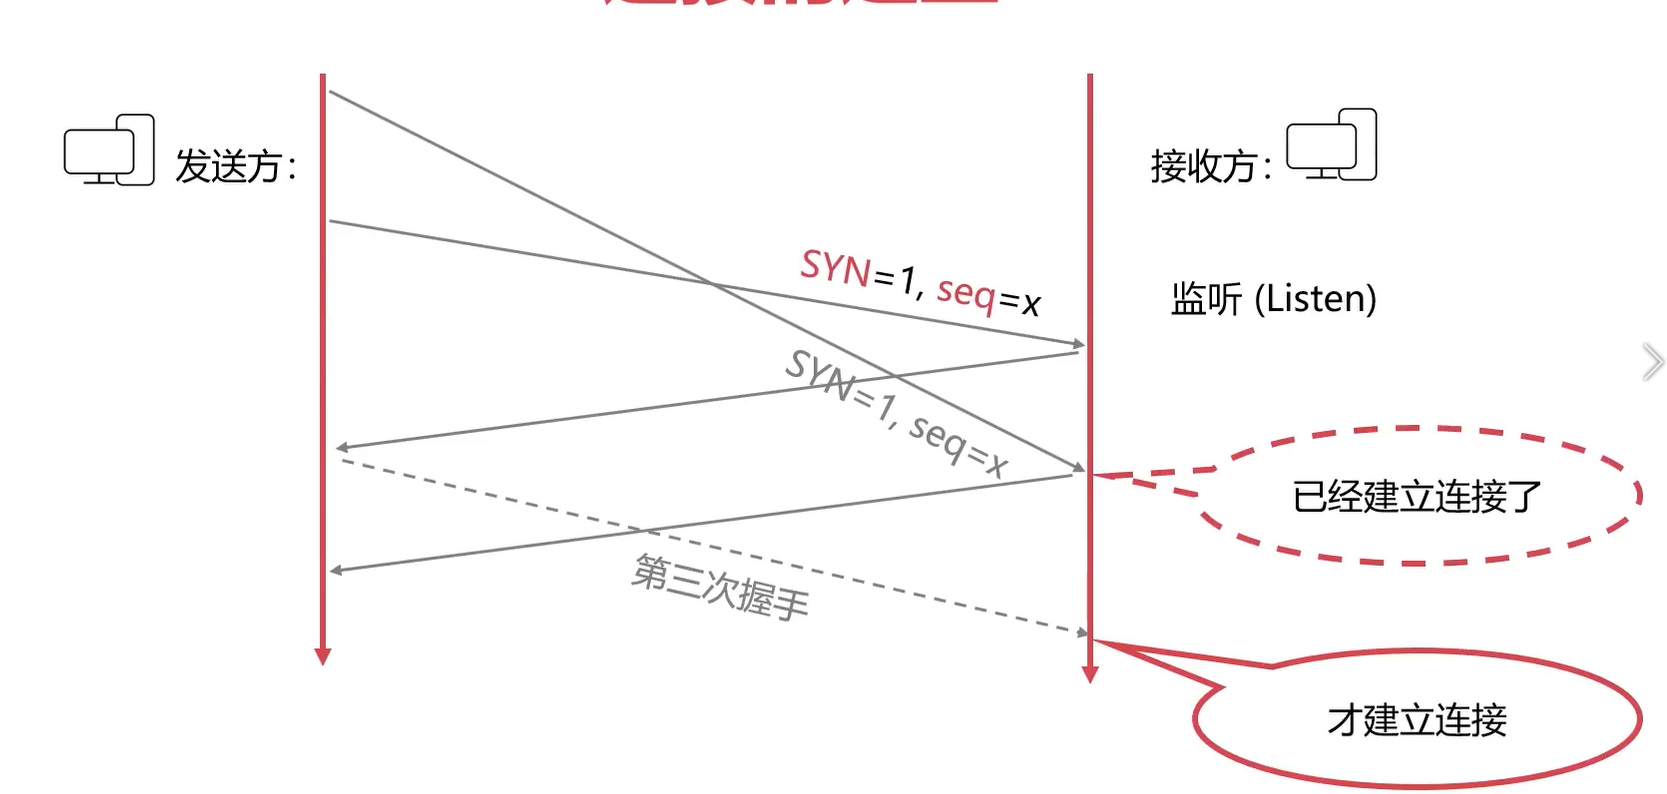 发送方：
接收方：
SYN=1, seq=x
监听 (Listen)
SYN=1, seq=x
已经建立连接了
第三次握手
才建立连接